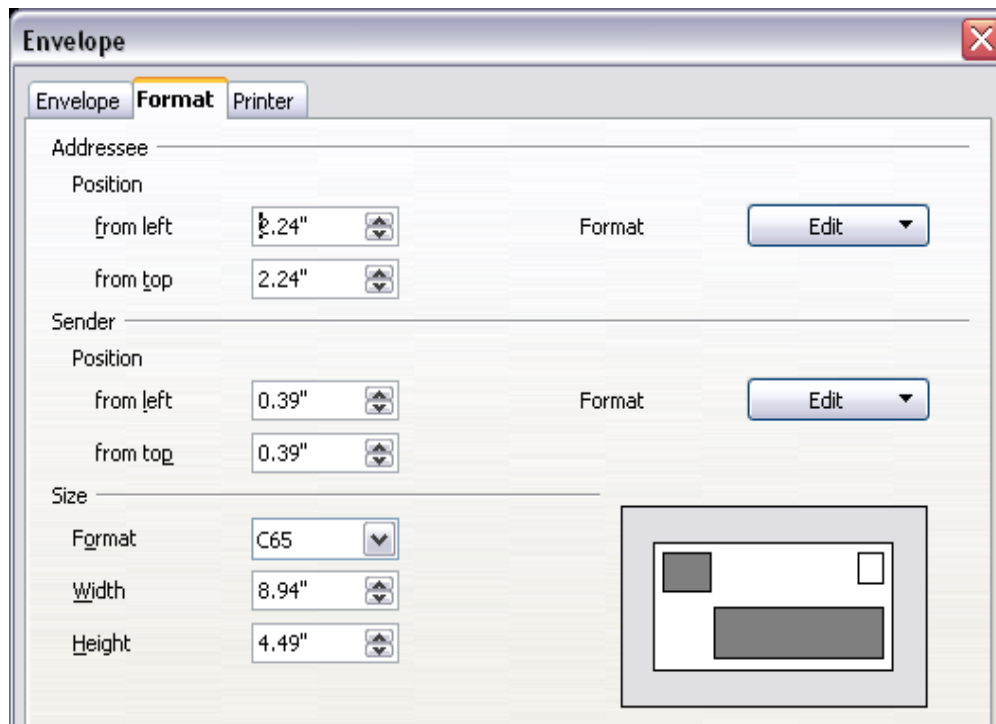 Envelope
Envelope Format Printer
Addressee
Position
from left 2.24" Format Edit
from top 2.24"
Sender
Position
from left 0.39" Format Edit
from top 0.39"
Size
Format C65
Width 8.94"
Height 4.49"